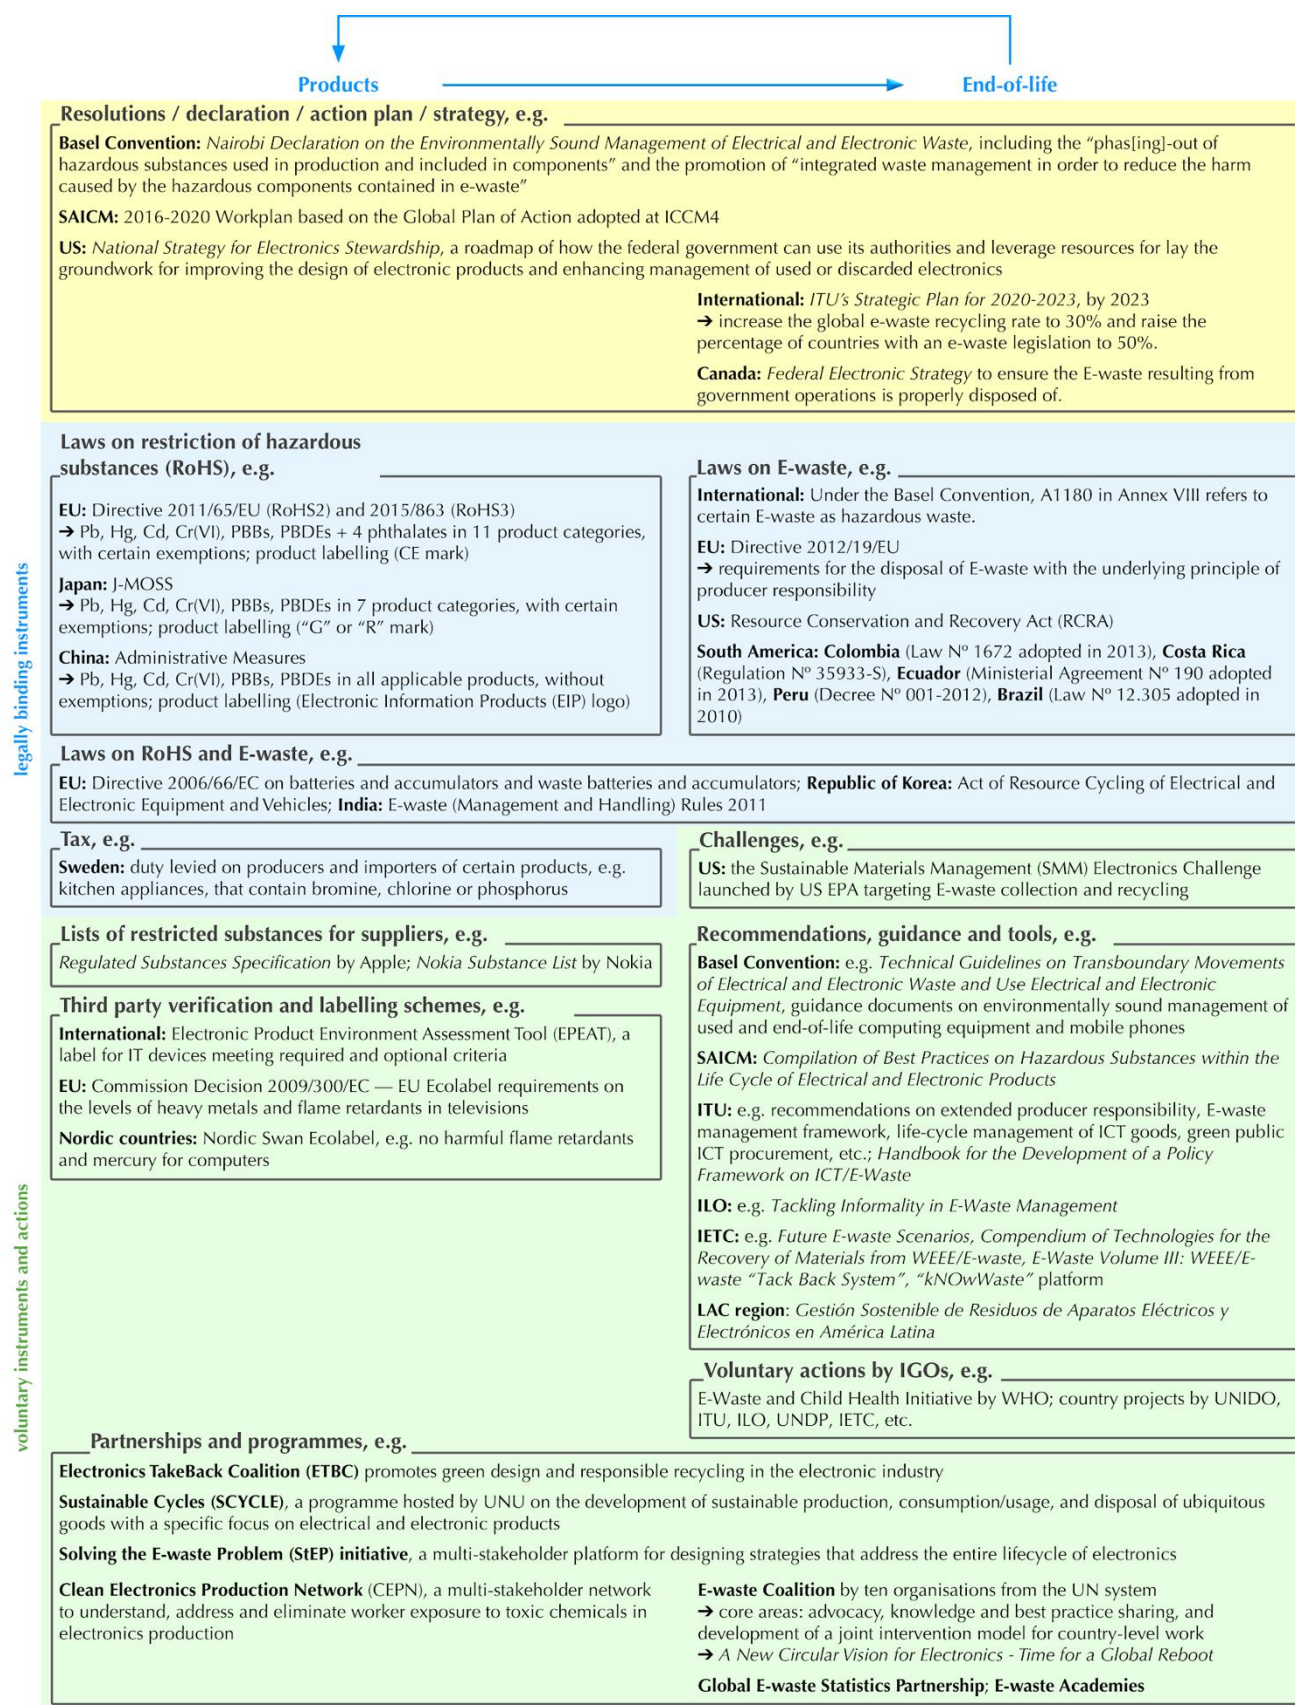 Products
End-of-life
Resolutions / declaration / action plan / strategy, e.g.
Basel Convention: Nairobi Declaration on the Environmentally Sound Management of Electrical and Electronic Waste, including the “phas[ing]-out of
hazardous substances used in production and included in components” and the promotion of “integrated waste management in order to reduce the harm
caused by the hazardous components contained in e-waste”
SAICM: 2016-2020 Workplan based on the Global Plan of Action adopted at ICCM4
US: National Strategy for Electronics Stewardship, a roadmap of how the federal government can use its authorities and leverage resources for lay the
groundwork for improving the design of electronic products and enhancing management of used or discarded electronics
International: ITU’s Strategic Plan for 2020-2023, by 2023
➔ increase the global e-waste recycling rate to 30% and raise the
percentage of countries with an e-waste legislation to 50%.
Canada: Federal Electronic Strategy to ensure the E-waste resulting from
government operations is properly disposed of.
legally binding instruments
Laws on restriction of hazardous
substances (RoHS), e.g.
EU: Directive 2011/65/EU (RoHS2) and 2015/863 (RoHS3)
➔ Pb, Hg, Cd, Cr(VI), PBBs, PBDEs + 4 phthalates in 11 product categories,
with certain exemptions; product labelling (CE mark)
Japan: J-MOSS
➔ Pb, Hg, Cd, Cr(VI), PBBs, PBDEs in 7 product categories, with certain
exemptions; product labelling (“G” or “R” mark)
China: Administrative Measures
➔ Pb, Hg, Cd, Cr(VI), PBBs, PBDEs in all applicable products, without
exemptions; product labelling (Electronic Information Products (EIP) logo)
Laws on E-waste, e.g.
International: Under the Basel Convention, A1180 in Annex VIII refers to
certain E-waste as hazardous waste.
EU: Directive 2012/19/EU
➔ requirements for the disposal of E-waste with the underlying principle of
producer responsibility
US: Resource Conservation and Recovery Act (RCRA)
South America: Colombia (Law Nº 1672 adopted in 2013), Costa Rica
(Regulation Nº 35933-S), Ecuador (Ministerial Agreement Nº 190 adopted
in 2013), Peru (Decree Nº 001-2012), Brazil (Law Nº 12.305 adopted in
2010)
Laws on RoHS and E-waste, e.g.
EU: Directive 2006/66/EC on batteries and accumulators and waste batteries and accumulators; Republic of Korea: Act of Resource Cycling of Electrical and
Electronic Equipment and Vehicles; India: E-waste (Management and Handling) Rules 2011
Tax, e.g.
Sweden: duty levied on producers and importers of certain products, e.g.
kitchen appliances, that contain bromine, chlorine or phosphorus
Challenges, e.g.
US: the Sustainable Materials Management (SMM) Electronics Challenge
launched by US EPA targeting E-waste collection and recycling
voluntary instruments and actions
Lists of restricted substances for suppliers, e.g.
Regulated Substances Specification by Apple; Nokia Substance List by Nokia
Third party verification and labelling schemes, e.g.
International: Electronic Product Environment Assessment Tool (EPEAT), a
label for IT devices meeting required and optional criteria
EU: Commission Decision 2009/300/EC — EU Ecolabel requirements on
the levels of heavy metals and flame retardants in televisions
Nordic countries: Nordic Swan Ecolabel, e.g. no harmful flame retardants
and mercury for computers
Recommendations, guidance and tools, e.g.
Basel Convention: e.g. Technical Guidelines on Transboundary Movements
of Electrical and Electronic Waste and Use Electrical and Electronic
Equipment, guidance documents on environmentally sound management of
used and end-of-life computing equipment and mobile phones
SAICM: Compilation of Best Practices on Hazardous Substances within the
Life Cycle of Electrical and Electronic Products
ITU: e.g. recommendations on extended producer responsibility, E-waste
management framework, life-cycle management of ICT goods, green public
ICT procurement, etc.; Handbook for the Development of a Policy
Framework on ICT/E-Waste
ILO: e.g. Tackling Informality in E-Waste Management
IETC: e.g. Future E-waste Scenarios, Compendium of Technologies for the
Recovery of Materials from WEEE/E-waste, E-Waste Volume III: WEEE/E-
waste “Tack Back System”, “kNOwWaste” platform
LAC region: Gestión Sostenible de Residuos de Aparatos Eléctricos y
Electrónicos en América Latina
Voluntary actions by IGOs, e.g.
E-Waste and Child Health Initiative by WHO; country projects by UNIDO,
ITU, ILO, UNDP, IETC, etc.
Partnerships and programmes, e.g.
Electronics TakeBack Coalition (ETBC) promotes green design and responsible recycling in the electronic industry
Sustainable Cycles (SCYCLE), a programme hosted by UNU on the development of sustainable production, consumption/usage, and disposal of ubiquitous
goods with a specific focus on electrical and electronic products
Solving the E-waste Problem (StEP) initiative, a multi-stakeholder platform for designing strategies that address the entire lifecycle of electronics
Clean Electronics Production Network (CEPN), a multi-stakeholder network
to understand, address and eliminate worker exposure to toxic chemicals in
electronics production
E-waste Coalition by ten organisations from the UN system
➔ core areas: advocacy, knowledge and best practice sharing, and
development of a joint intervention model for country-level work
➔ A New Circular Vision for Electronics - Time for a Global Reboot
Global E-waste Statistics Partnership; E-waste Academies